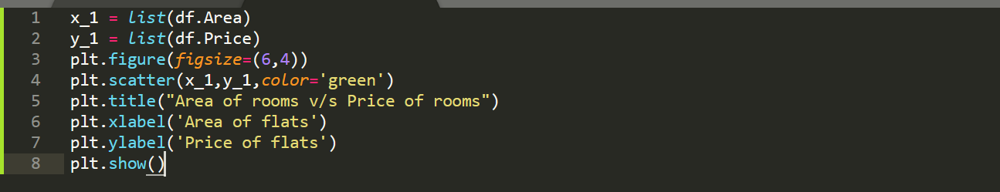 1 x_1 = list(df.Area)
2 y_1 = list(df.Price)
3 plt.figure(figsize=(6,4))
4 plt.scatter(x_1,y_1,color='green')
5 plt.title("Area of rooms v/s Price of rooms")
6 plt.xlabel('Area of flats')
7 plt.ylabel('Price of flats')
8 plt.show()